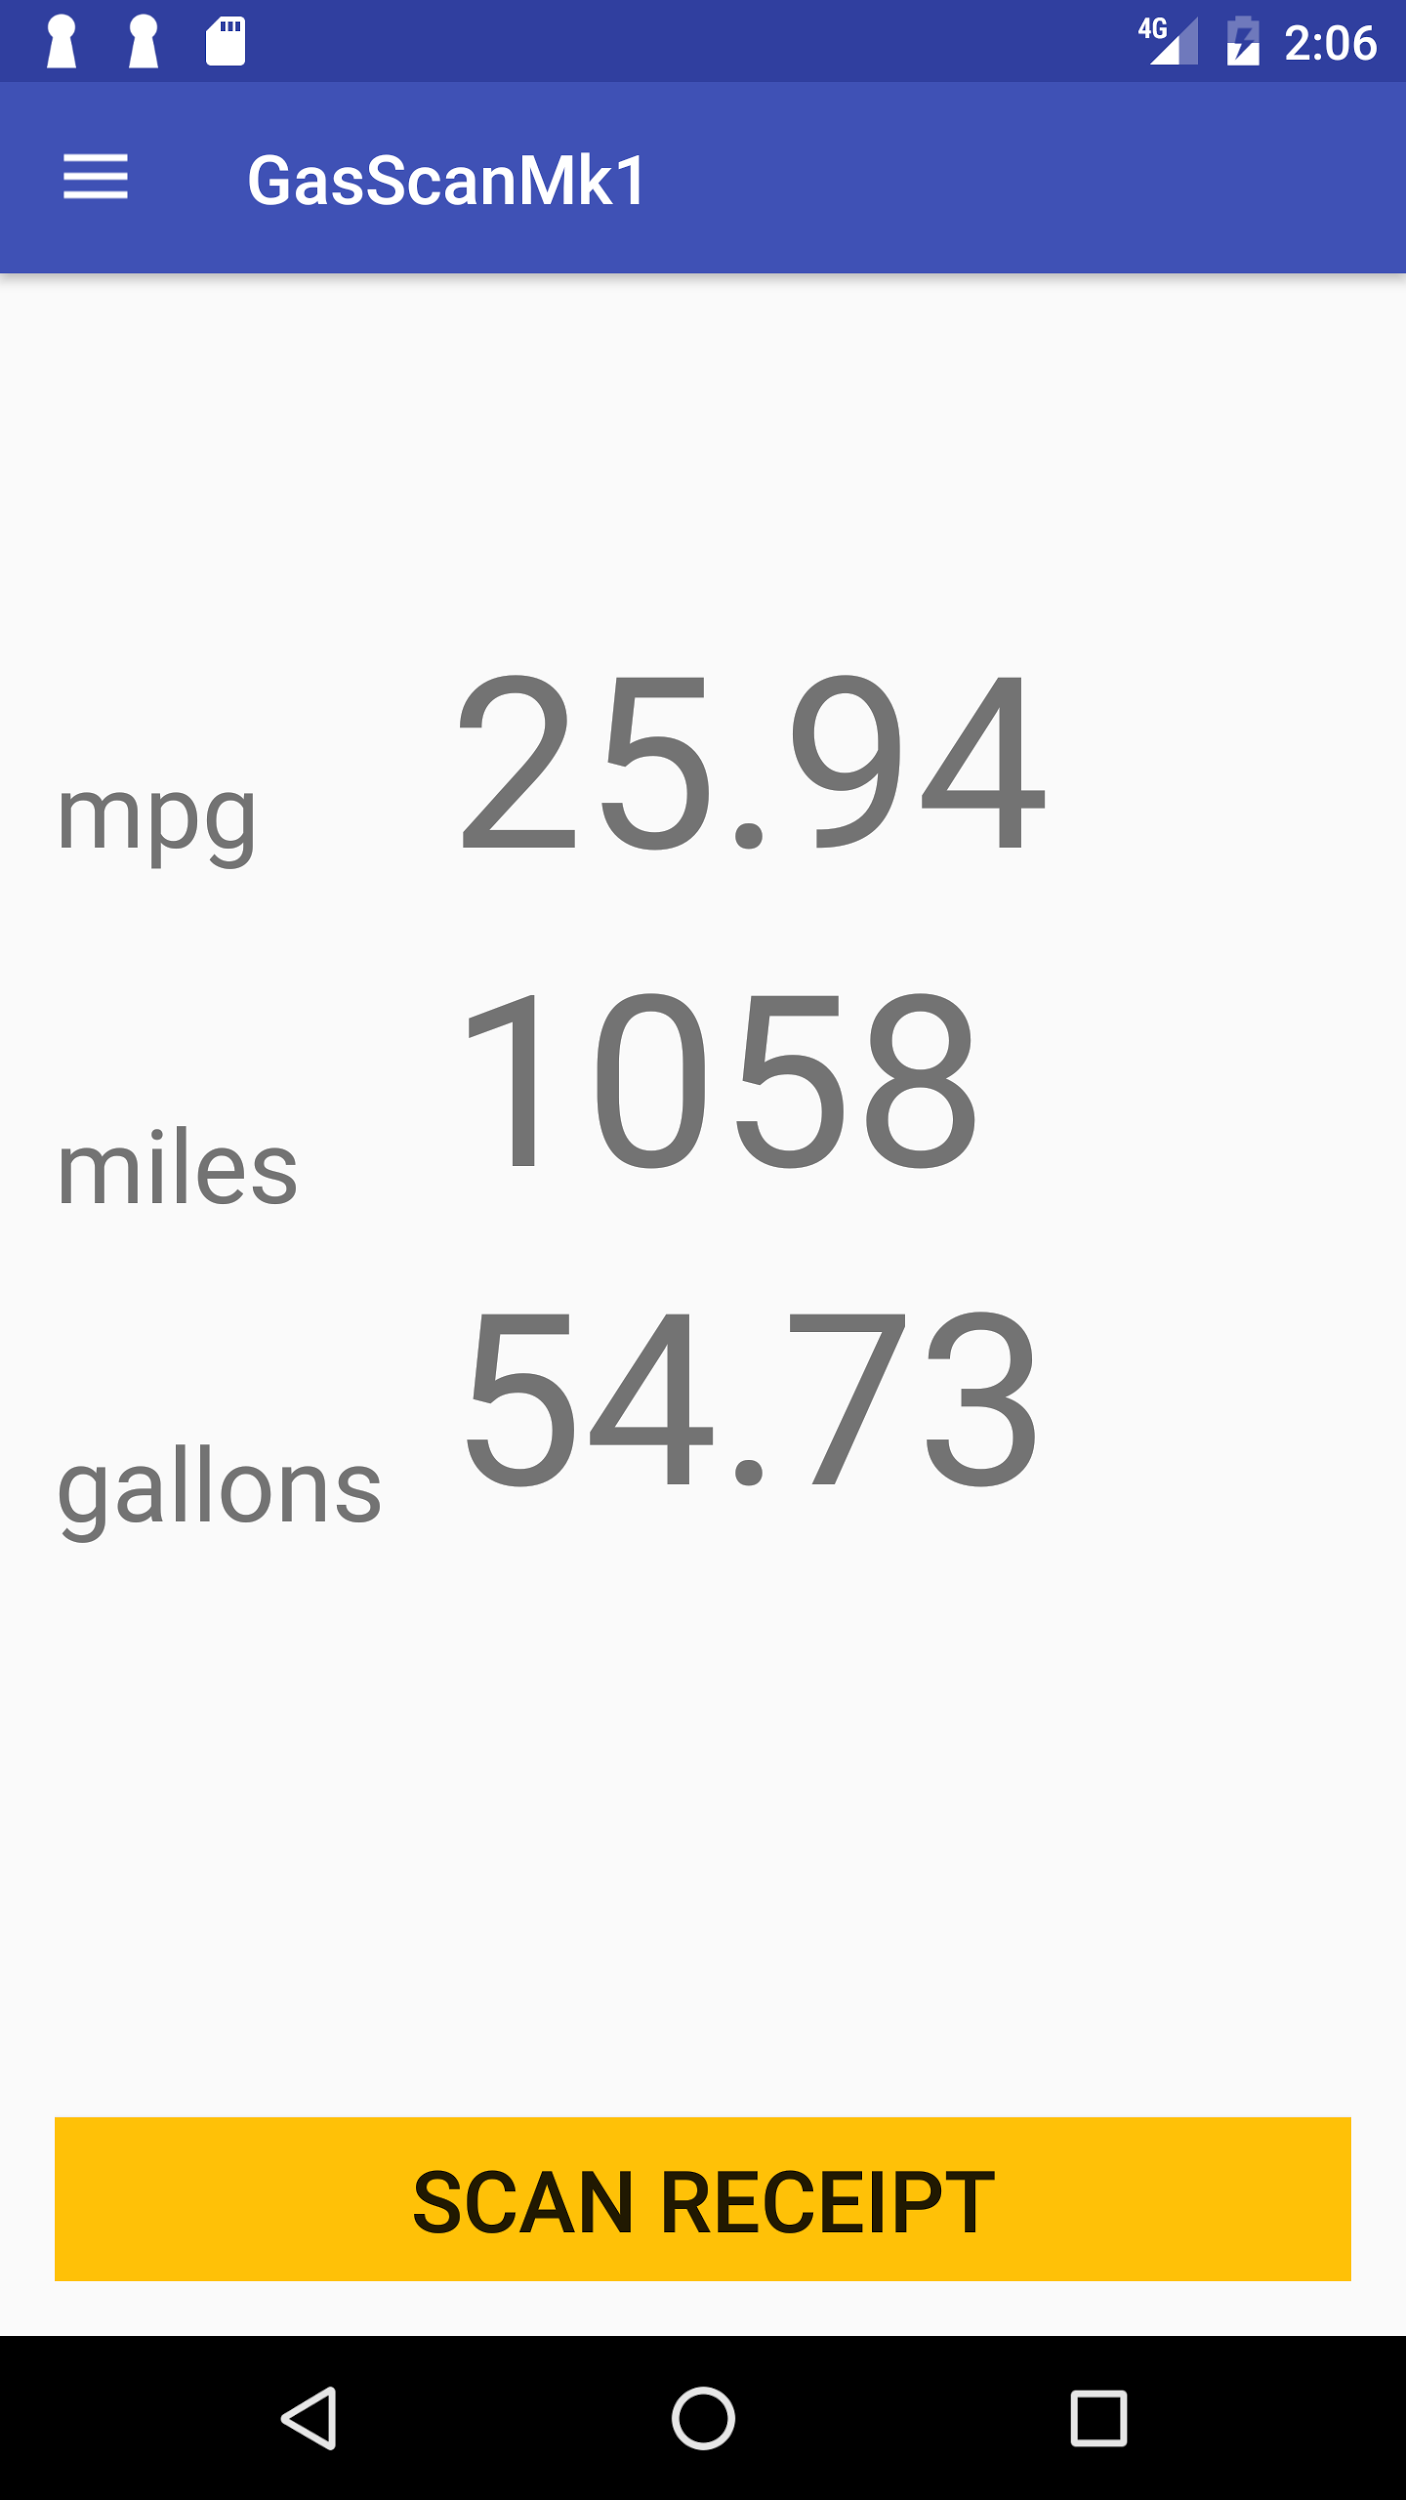 4G 2:06
GasScanMk1
mpg 25.94
miles 1058
gallons 54.73
SCAN RECEIPT